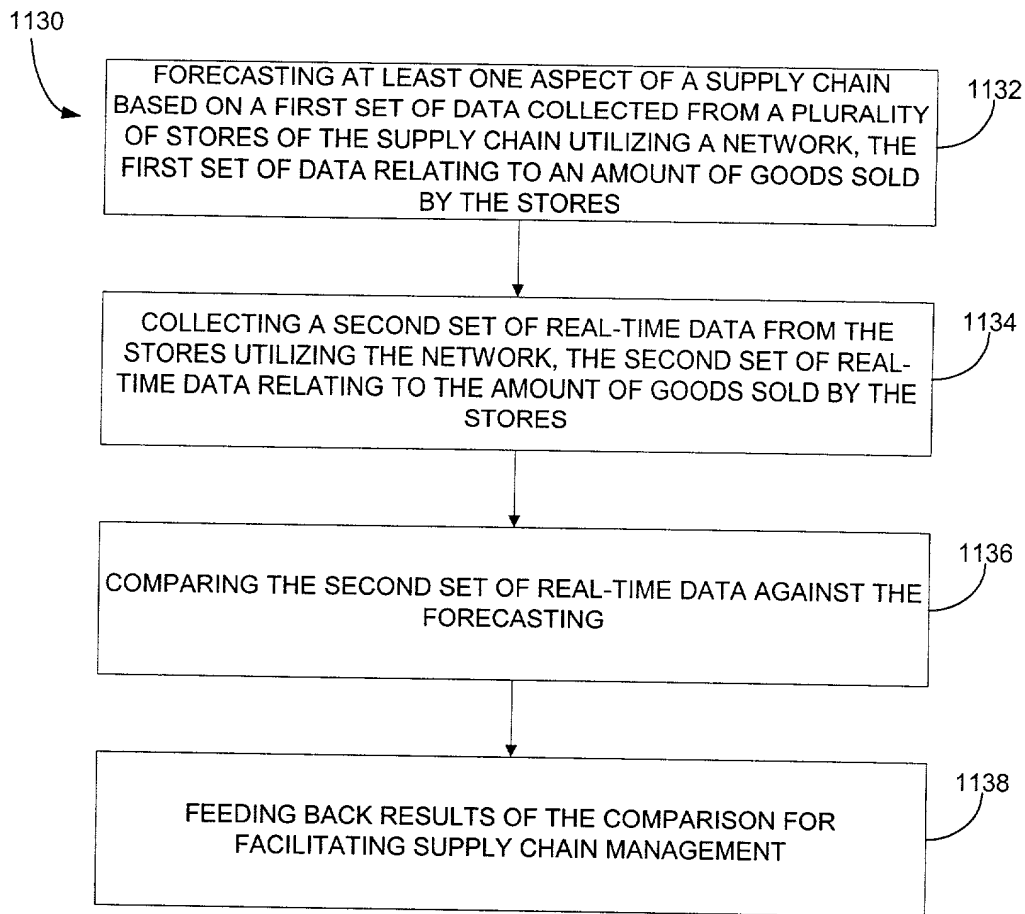 1130
FORECASTING AT LEAST ONE ASPECT OF A SUPPLY CHAIN
BASED ON A FIRST SET OF DATA COLLECTED FROM A PLURALITY
OF STORES OF THE SUPPLY CHAIN UTILIZING A NETWORK, THE
FIRST SET OF DATA RELATING TO AN AMOUNT OF GOODS SOLD
BY THE STORES
1132
COLLECTING A SECOND SET OF REAL-TIME DATA FROM THE
STORES UTILIZING THE NETWORK, THE SECOND SET OF REAL-
TIME DATA RELATING TO THE AMOUNT OF GOODS SOLD BY THE
STORES
1134
COMPARING THE SECOND SET OF REAL-TIME DATA AGAINST THE
FORECASTING
1136
FEEDING BACK RESULTS OF THE COMPARISON FOR
FACILITATING SUPPLY CHAIN MANAGEMENT
1138